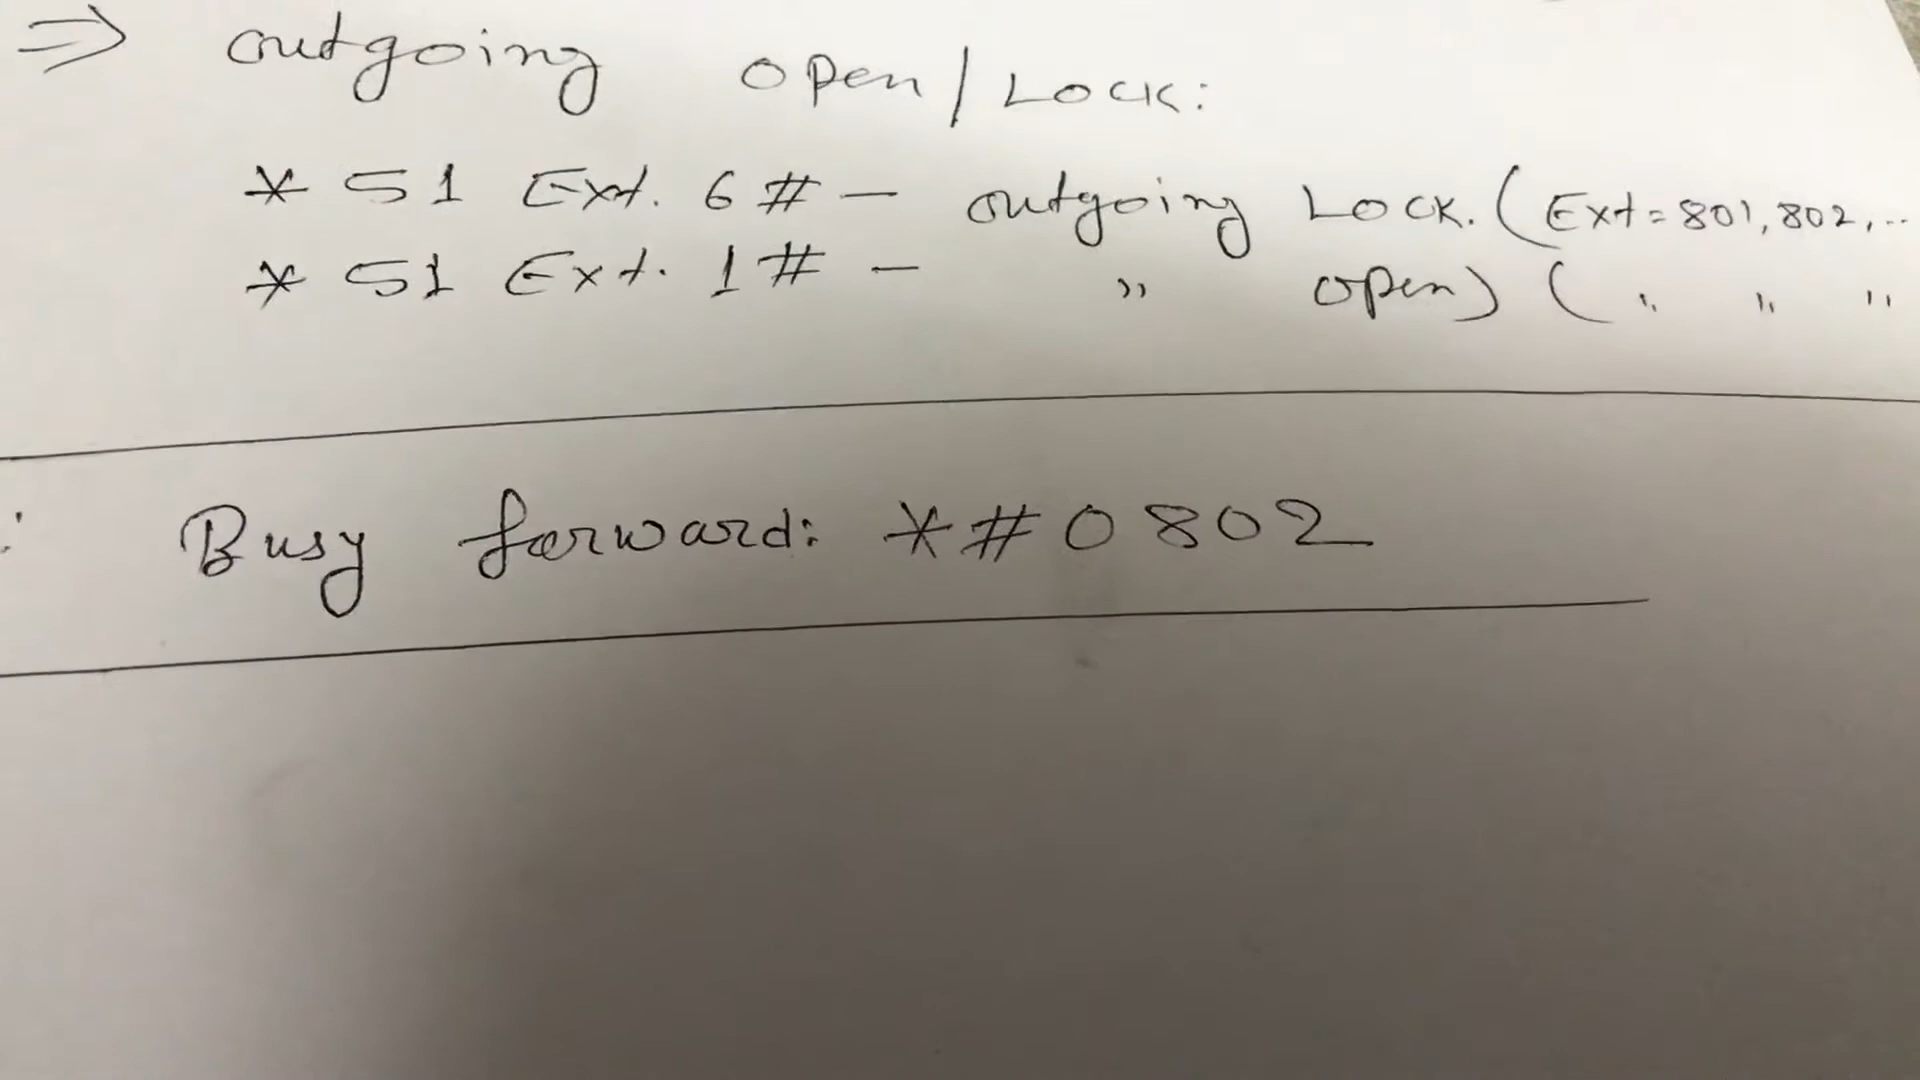 ⇒ outgoing open/Lock:
* 51 Ext. 6 # - outgoing Lock. (Ext = 801, 802, ..
* 51 Ext. 1 # - " open) ( " " "
: Busy forward: *#0802